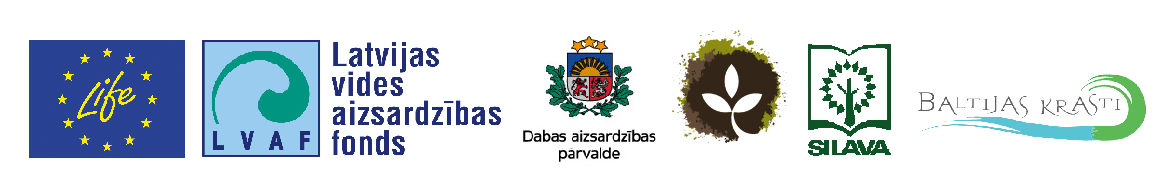 Life
LVAF
Latvijas
vides
aizsardzības
fonds
Dabas aizsardzības
pārvalde
SILAVA
BALTIJAS KRASTI